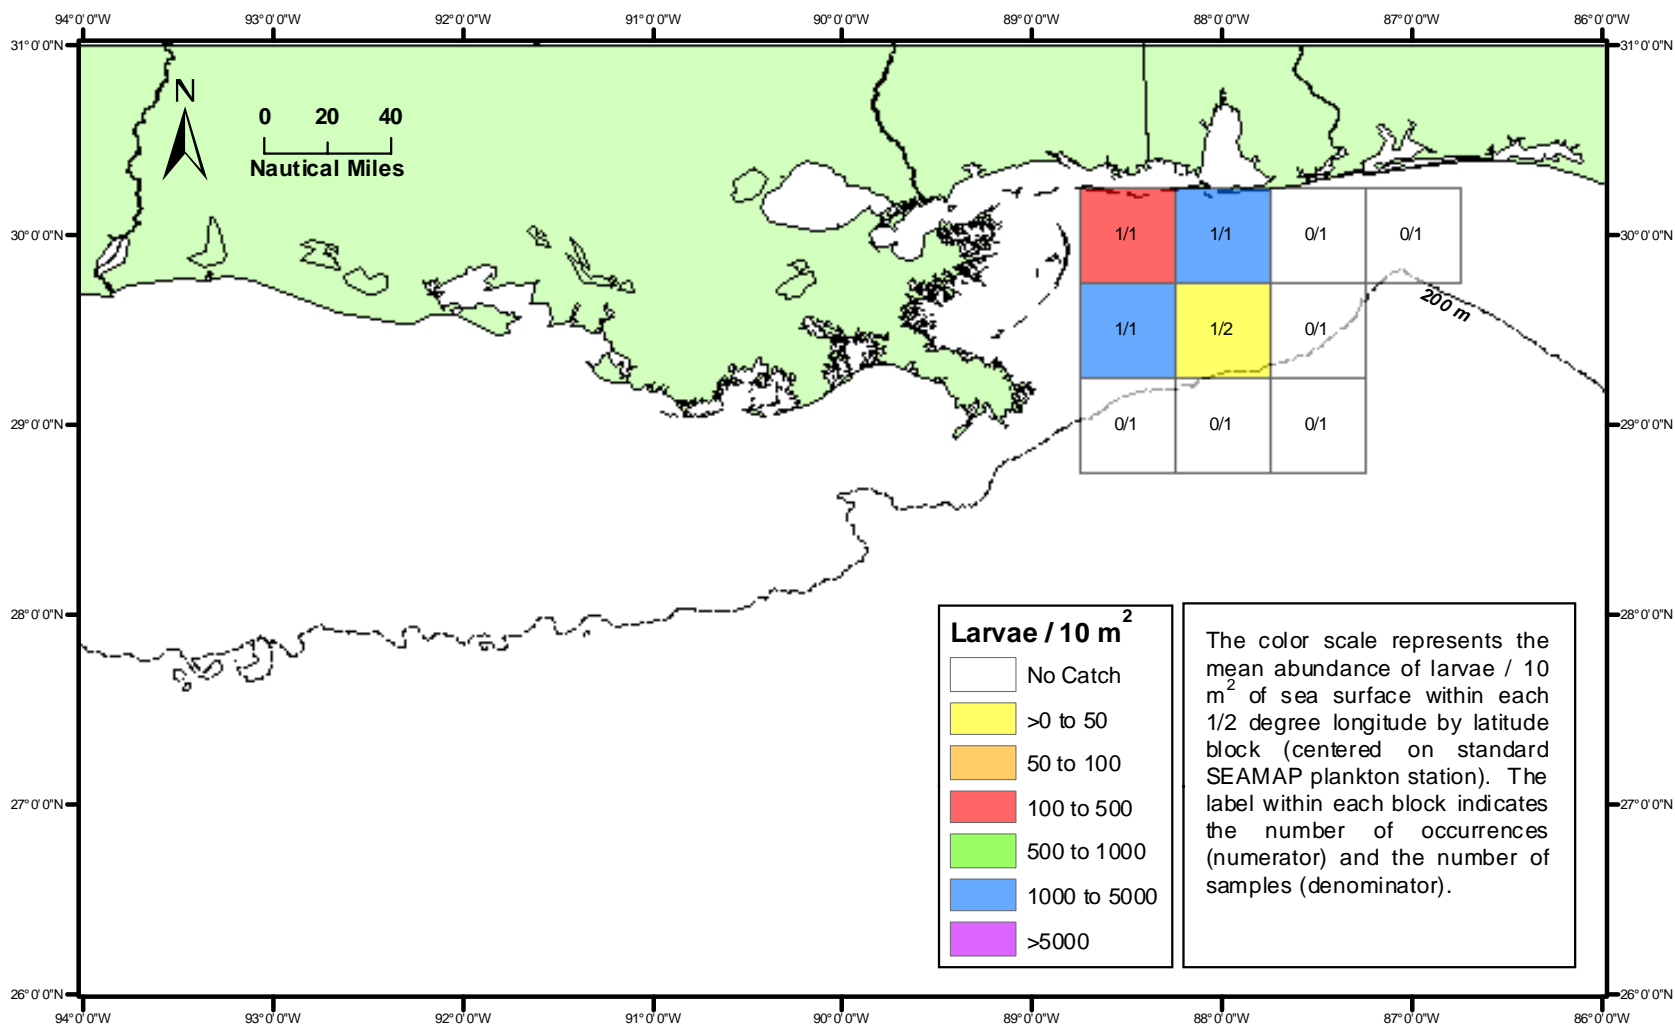 94°0'0"W 93°0'0"W 92°0'0"W 91°0'0"W 90°0'0"W 89°0'0"W 88°0'0"W 87°0'0"W 86°0'0"W
31°0'0"N 31°0'0"N
N
0 20 40
Nautical Miles
30°0'0"N 1/1 1/1 0/1 0/1 30°0'0"N
200 m
1/1 1/2 0/1
29°0'0"N 0/1 0/1 0/1 29°0'0"N
28°0'0"N 28°0'0"N
Larvae / 10 m²
No Catch
>0 to 50
50 to 100
100 to 500
500 to 1000
1000 to 5000
>5000
The color scale represents the
mean abundance of larvae / 10
m² of sea surface within each
1/2 degree longitude by latitude
block (centered on standard
SEAMAP plankton station). The
label within each block indicates
the number of occurrences
(numerator) and the number of
samples (denominator).
27°0'0"N 27°0'0"N
26°0'0"N 26°0'0"N
94°0'0"W 93°0'0"W 92°0'0"W 91°0'0"W 90°0'0"W 89°0'0"W 88°0'0"W 87°0'0"W 86°0'0"W